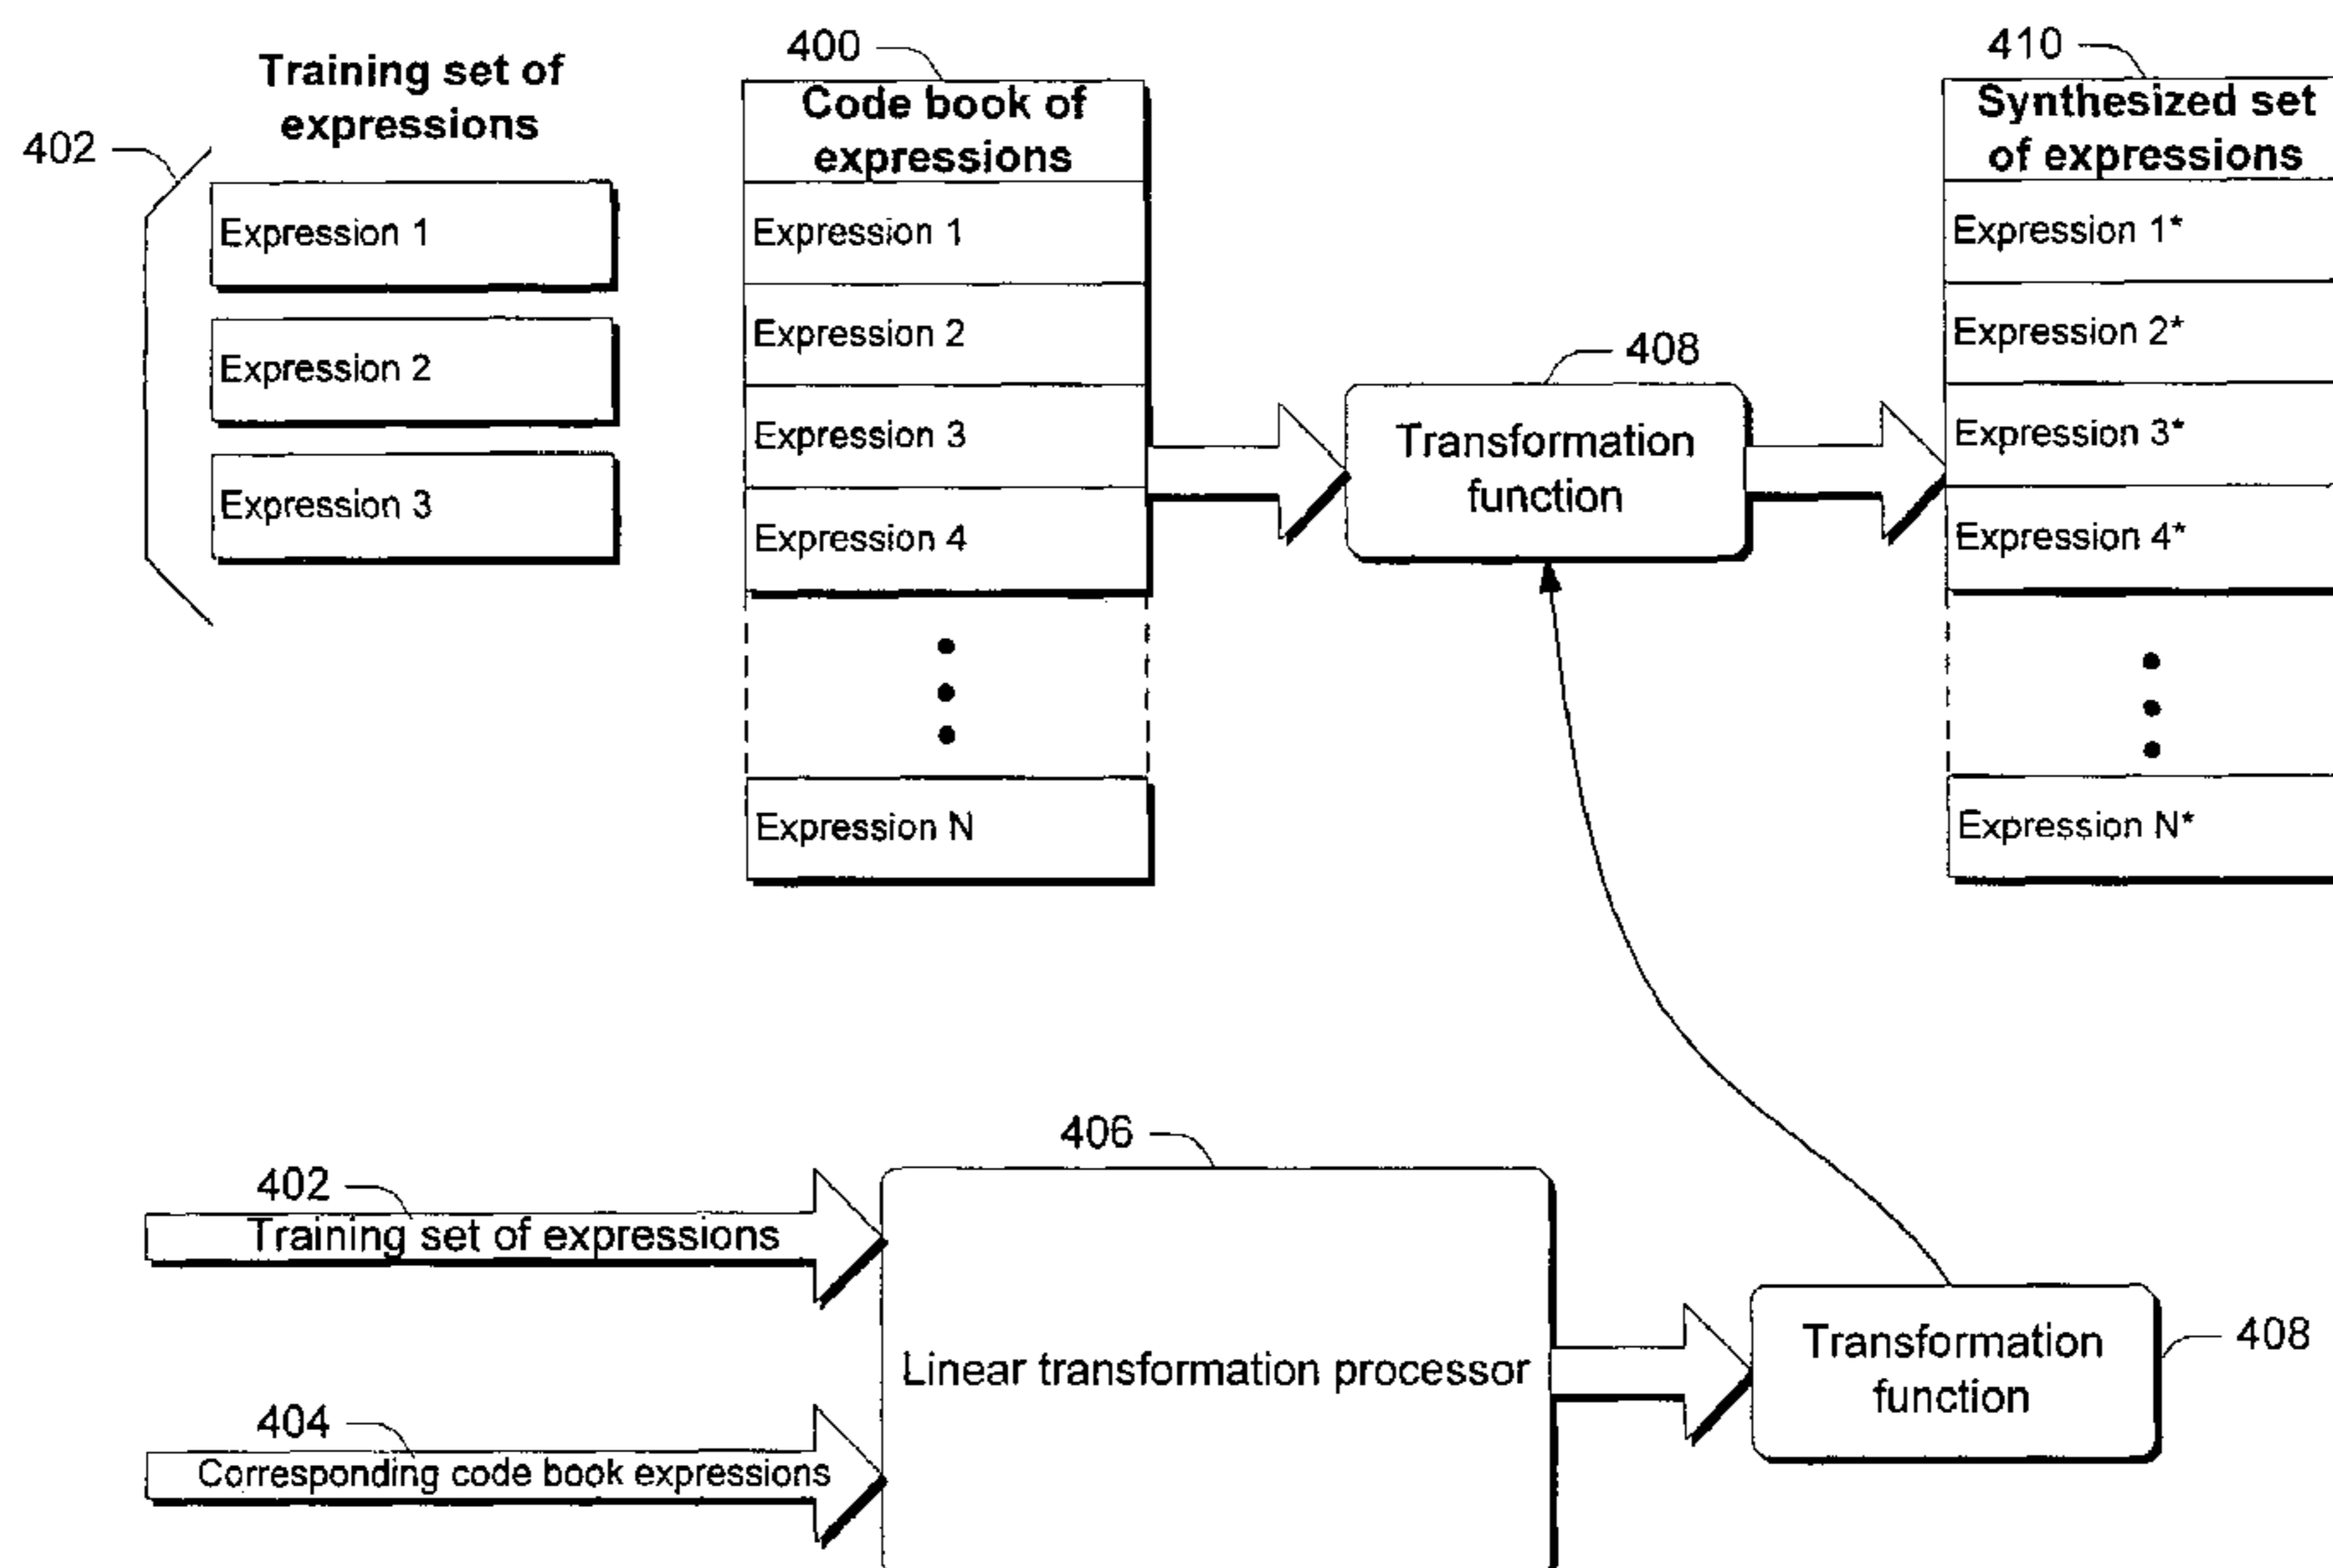 402
Training set of
expressions
Expression 1
Expression 2
Expression 3
400
Code book of
expressions
Expression 1
Expression 2
Expression 3
Expression 4
Expression N
408
Transformation
function
410
Synthesized set
of expressions
Expression 1*
Expression 2*
Expression 3*
Expression 4*
Expression N*
402
Training set of expressions
404
Corresponding code book expressions
406
Linear transformation processor
Transformation
function
408